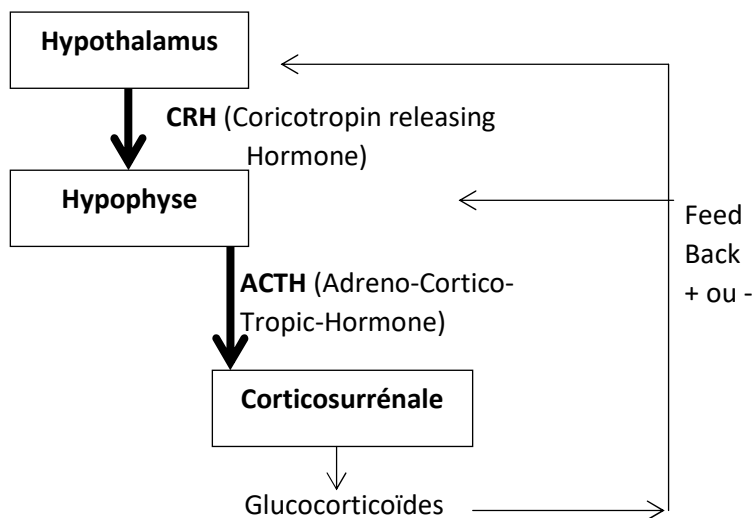 Hypothalamus
CRH (Coricotropin releasing
Hormone)
Hypophyse
Feed
Back
+ ou -
ACTH (Adreno-Cortico-
Tropic-Hormone)
Corticosurrénale
Glucocorticoïdes